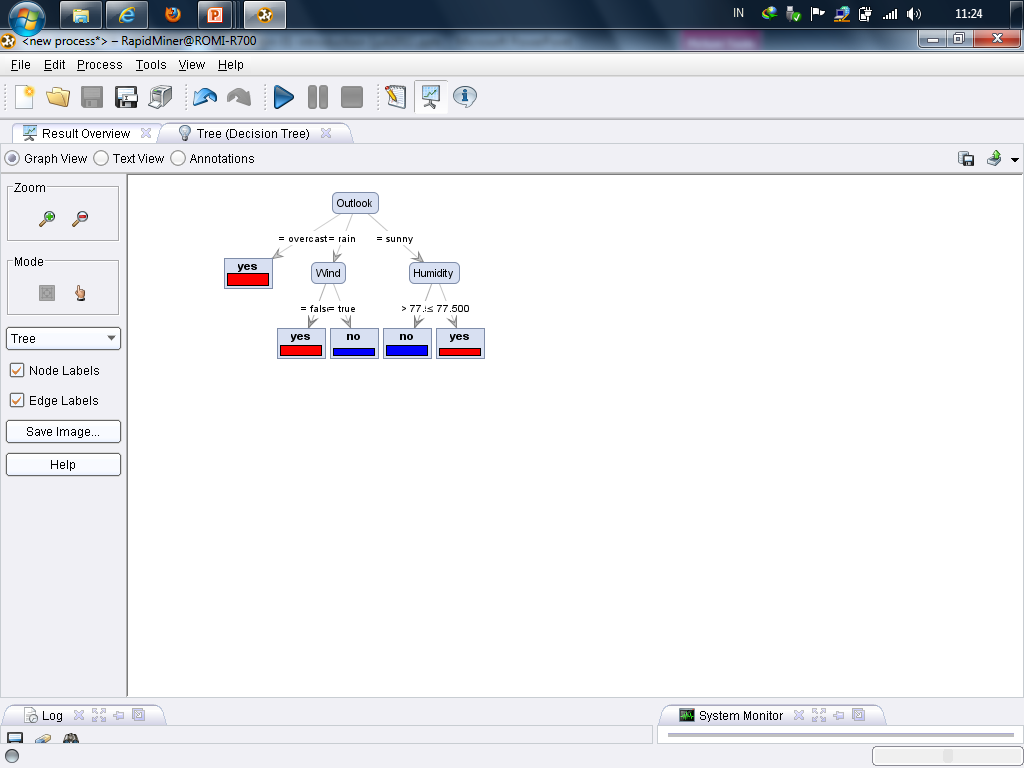 IN 11:24
<new process*> – RapidMiner@ROMI-R700
File Edit Process Tools View Help
Result Overview Tree (Decision Tree)
Graph View Text View Annotations
Zoom
Mode
Tree
Node Labels
Edge Labels
Save Image...
Help
Outlook
= overcast = rain = sunny
yes Wind Humidity
= false = true > 77. ≤ 77.500
yes no no yes
Log System Monitor